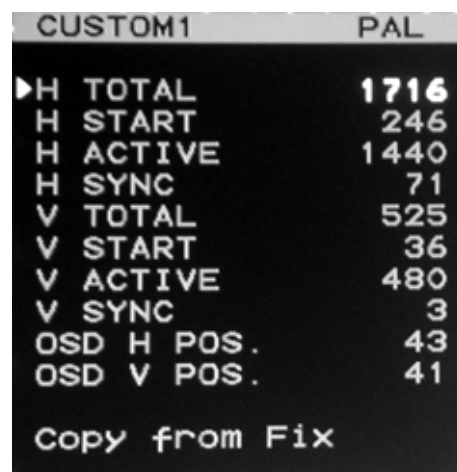 CUSTOM1 PAL
H TOTAL 1716
H START 246
H ACTIVE 1440
H SYNC 71
V TOTAL 525
V START 36
V ACTIVE 480
V SYNC 3
OSD H POS. 43
OSD V POS. 41
Copy from Fix